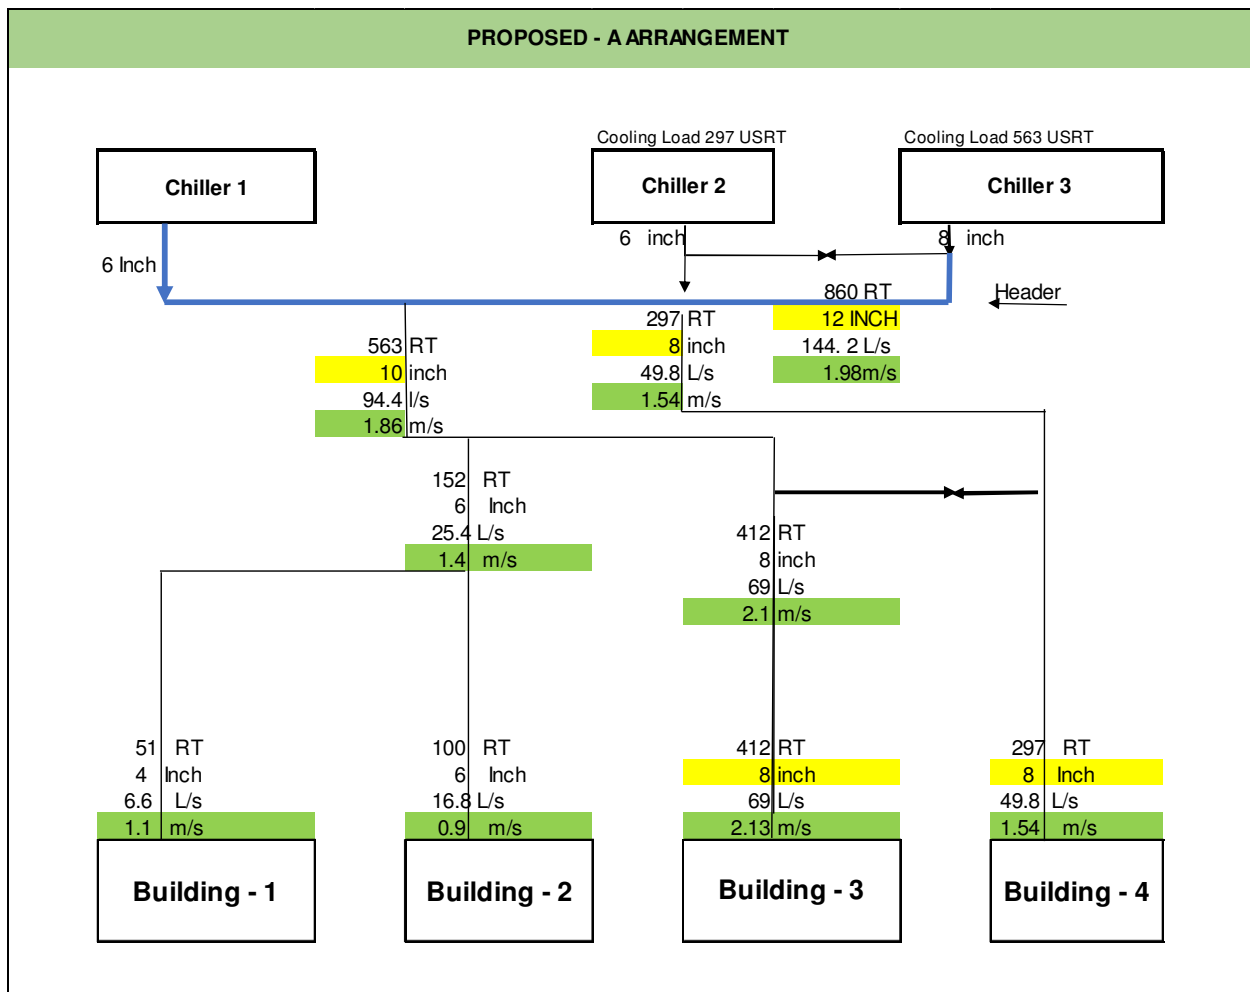 PROPOSED - A ARRANGEMENT
Cooling Load 297 USRT
Cooling Load 563 USRT
Chiller 1
Chiller 2
Chiller 3
6 inch
8 inch
6 Inch
860 RT
Header
12 INCH
144. 2 L/s
1.98m/s
297 RT
8 inch
49.8 L/s
1.54 m/s
563 RT
10 inch
94.4 l/s
1.86 m/s
152 RT
6 Inch
25.4 L/s
1.4 m/s
412 RT
8 inch
69 L/s
2.1 m/s
51 RT
4 Inch
6.6 L/s
1.1 m/s
100 RT
6 Inch
16.8 L/s
0.9 m/s
412 RT
8 inch
69 L/s
2.13 m/s
297 RT
8 Inch
49.8 L/s
1.54 m/s
Building - 1
Building - 2
Building - 3
Building - 4